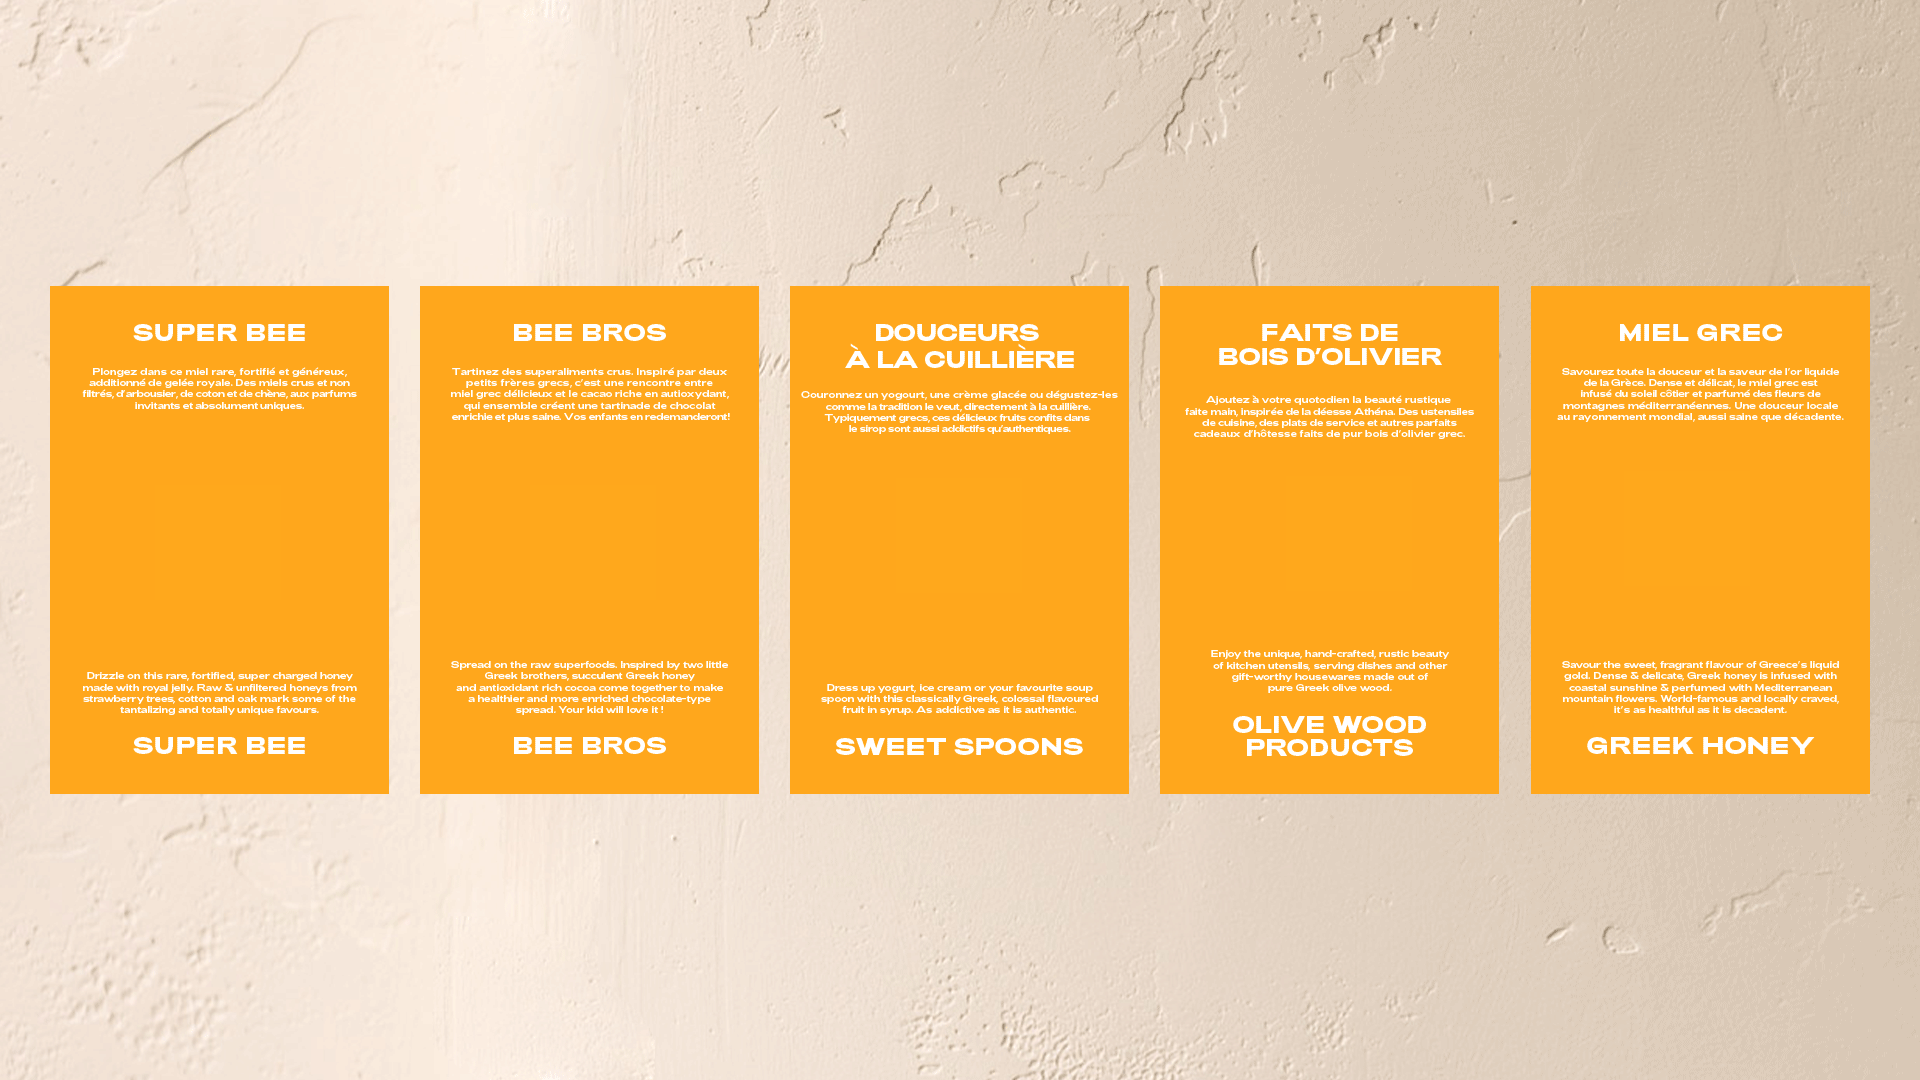 SUPER BEE
Plongez dans ce miel rare, fortifié et généreux,
additionné de gelée royale. Des miels crus et non
filtrés, d'arbousier, de coton et de chêne, aux parfums
invitants et absolument uniques.
Drizzle on this rare, fortified, super charged honey
made with royal jelly. Raw & unfiltered honeys from
strawberry trees, cotton and oak mark some of the
tantalizing and totally unique favours.
SUPER BEE
BEE BROS
Tartinez des superaliments crus. Inspiré par deux
petits frères grecs, c'est une rencontre entre
miel grec délicieux et le cacao riche en autioxydant,
qui ensemble créent une tartinade de chocolat
enrichie et plus saine. Vos enfants en redemanderont!
Spread on the raw superfoods. Inspired by two little
Greek brothers, succulent Greek honey
and antioxidant rich cocoa come together to make
a healthier and more enriched chocolate-type
spread. Your kid will love it !
BEE BROS
DOUCEURS
À LA CUILLIÈRE
Couronnez un yogourt, une crème glacée ou dégustez-les
comme la tradition le veut, directement à la cuillière.
Typiquement grecs, ces délicieux fruits confits dans
le sirop sont aussi addictifs qu'authentiques.
Dress up yogurt, ice cream or your favourite soup
spoon with this classically Greek, colossal flavoured
fruit in syrup. As addictive as it is authentic.
SWEET SPOONS
FAITS DE
BOIS D'OLIVIER
Ajoutez à votre quotodien la beauté rustique
faite main, inspirée de la déesse Athéna. Des ustensiles
de cuisine, des plats de service et autres parfaits
cadeaux d'hôtesse faits de pur bois d'olivier grec.
Enjoy the unique, hand-crafted, rustic beauty
of kitchen utensils, serving dishes and other
gift-worthy housewares made out of
pure Greek olive wood.
OLIVE WOOD
PRODUCTS
MIEL GREC
Savourez toute la douceur et la saveur de l'or liquide
de la Grèce. Dense et délicat, le miel grec est
infusé du soleil côtier et parfumé des fleurs de
montagnes méditerranéennes. Une douceur locale
au rayonnement mondial, aussi saine que décadente.
Savour the sweet, fragrant flavour of Greece's liquid
gold. Dense & delicate, Greek honey is infused with
coastal sunshine & perfumed with Mediterranean
mountain flowers. World-famous and locally craved,
it's as healthful as it is decadent.
GREEK HONEY